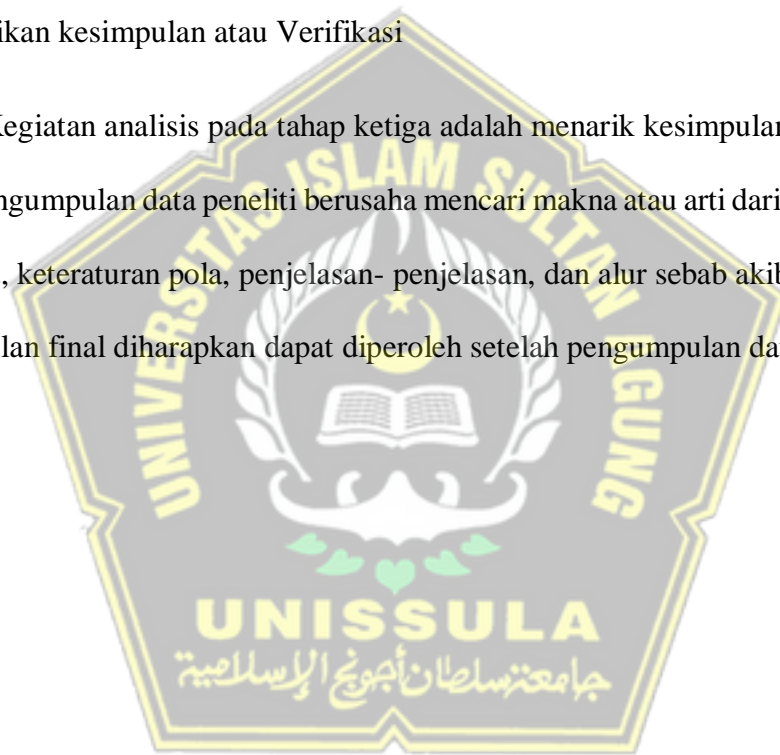 ikan kesimpulan atau Verifikasi
Kegiatan analisis pada tahap ketiga adalah menarik kesimpulan
ngumpulan data peneliti berusaha mencari makna atau arti dari
, keteraturan pola, penjelasan- penjelasan, dan alur sebab akib
lan final diharapkan dapat diperoleh setelah pengumpulan da
UNIVERSITAS ISLAM SULTAN AGUNG
UNISSULA
جامعة سلطان أجونج الإسلامية